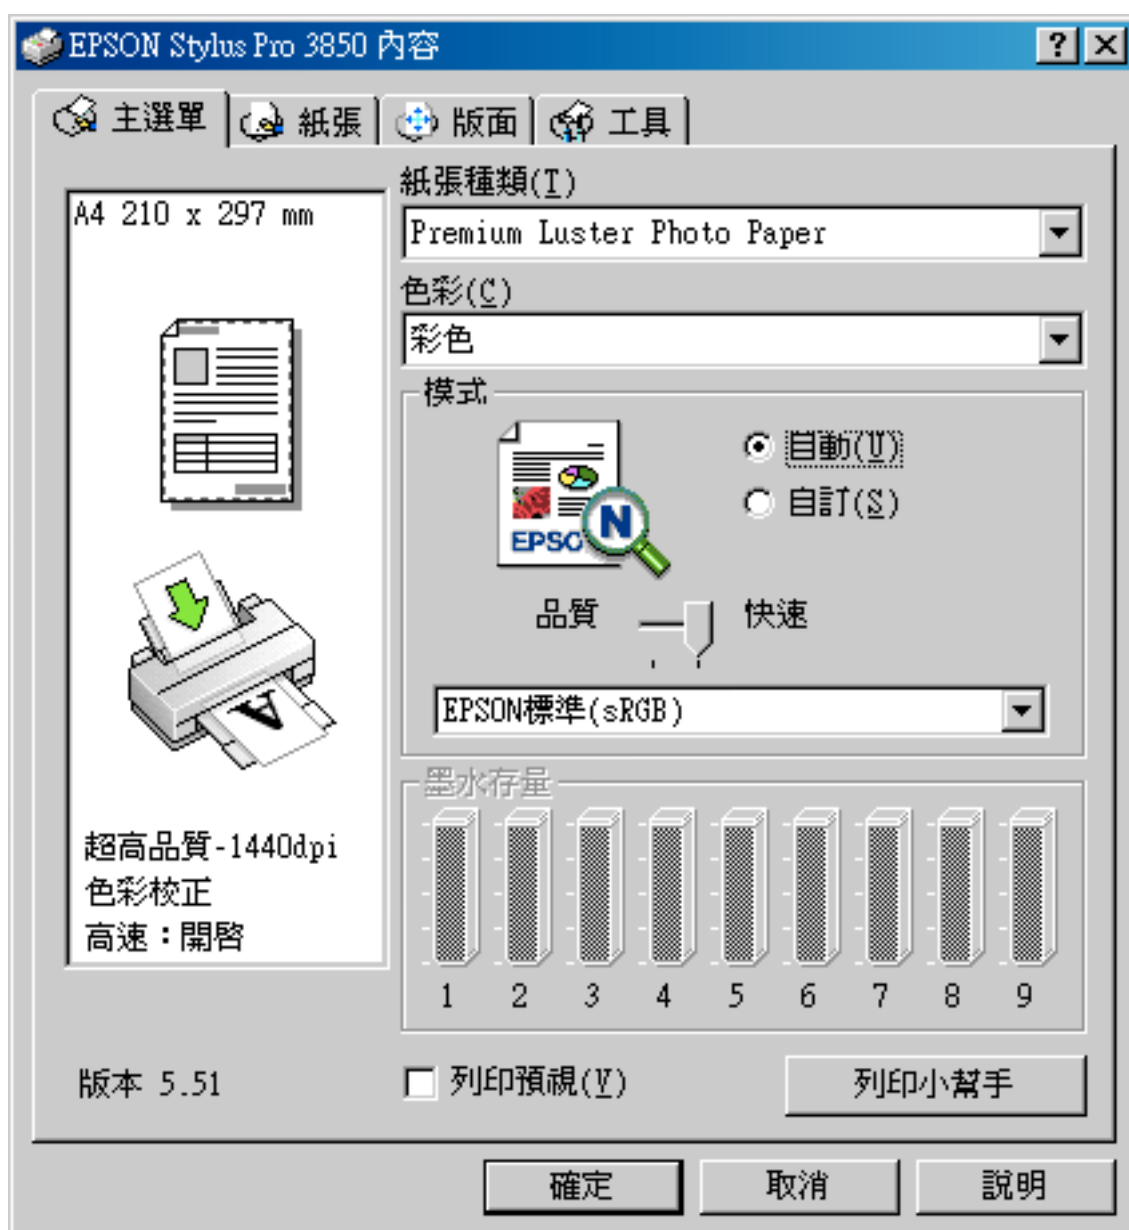 EPSON Stylus Pro 3850 內容
主選單 紙張 版面 工具
A4 210 x 297 mm
紙張種類(T)
Premium Luster Photo Paper
色彩(C)
彩色
模式
自動(U)
自訂(S)
EPSO
N
品質 快速
EPSON標準(sRGB)
墨水存量
1 2 3 4 5 6 7 8 9
超高品質-1440dpi
色彩校正
高速：開啓
版本 5.51
列印預視(V)
列印小幫手
確定 取消 說明